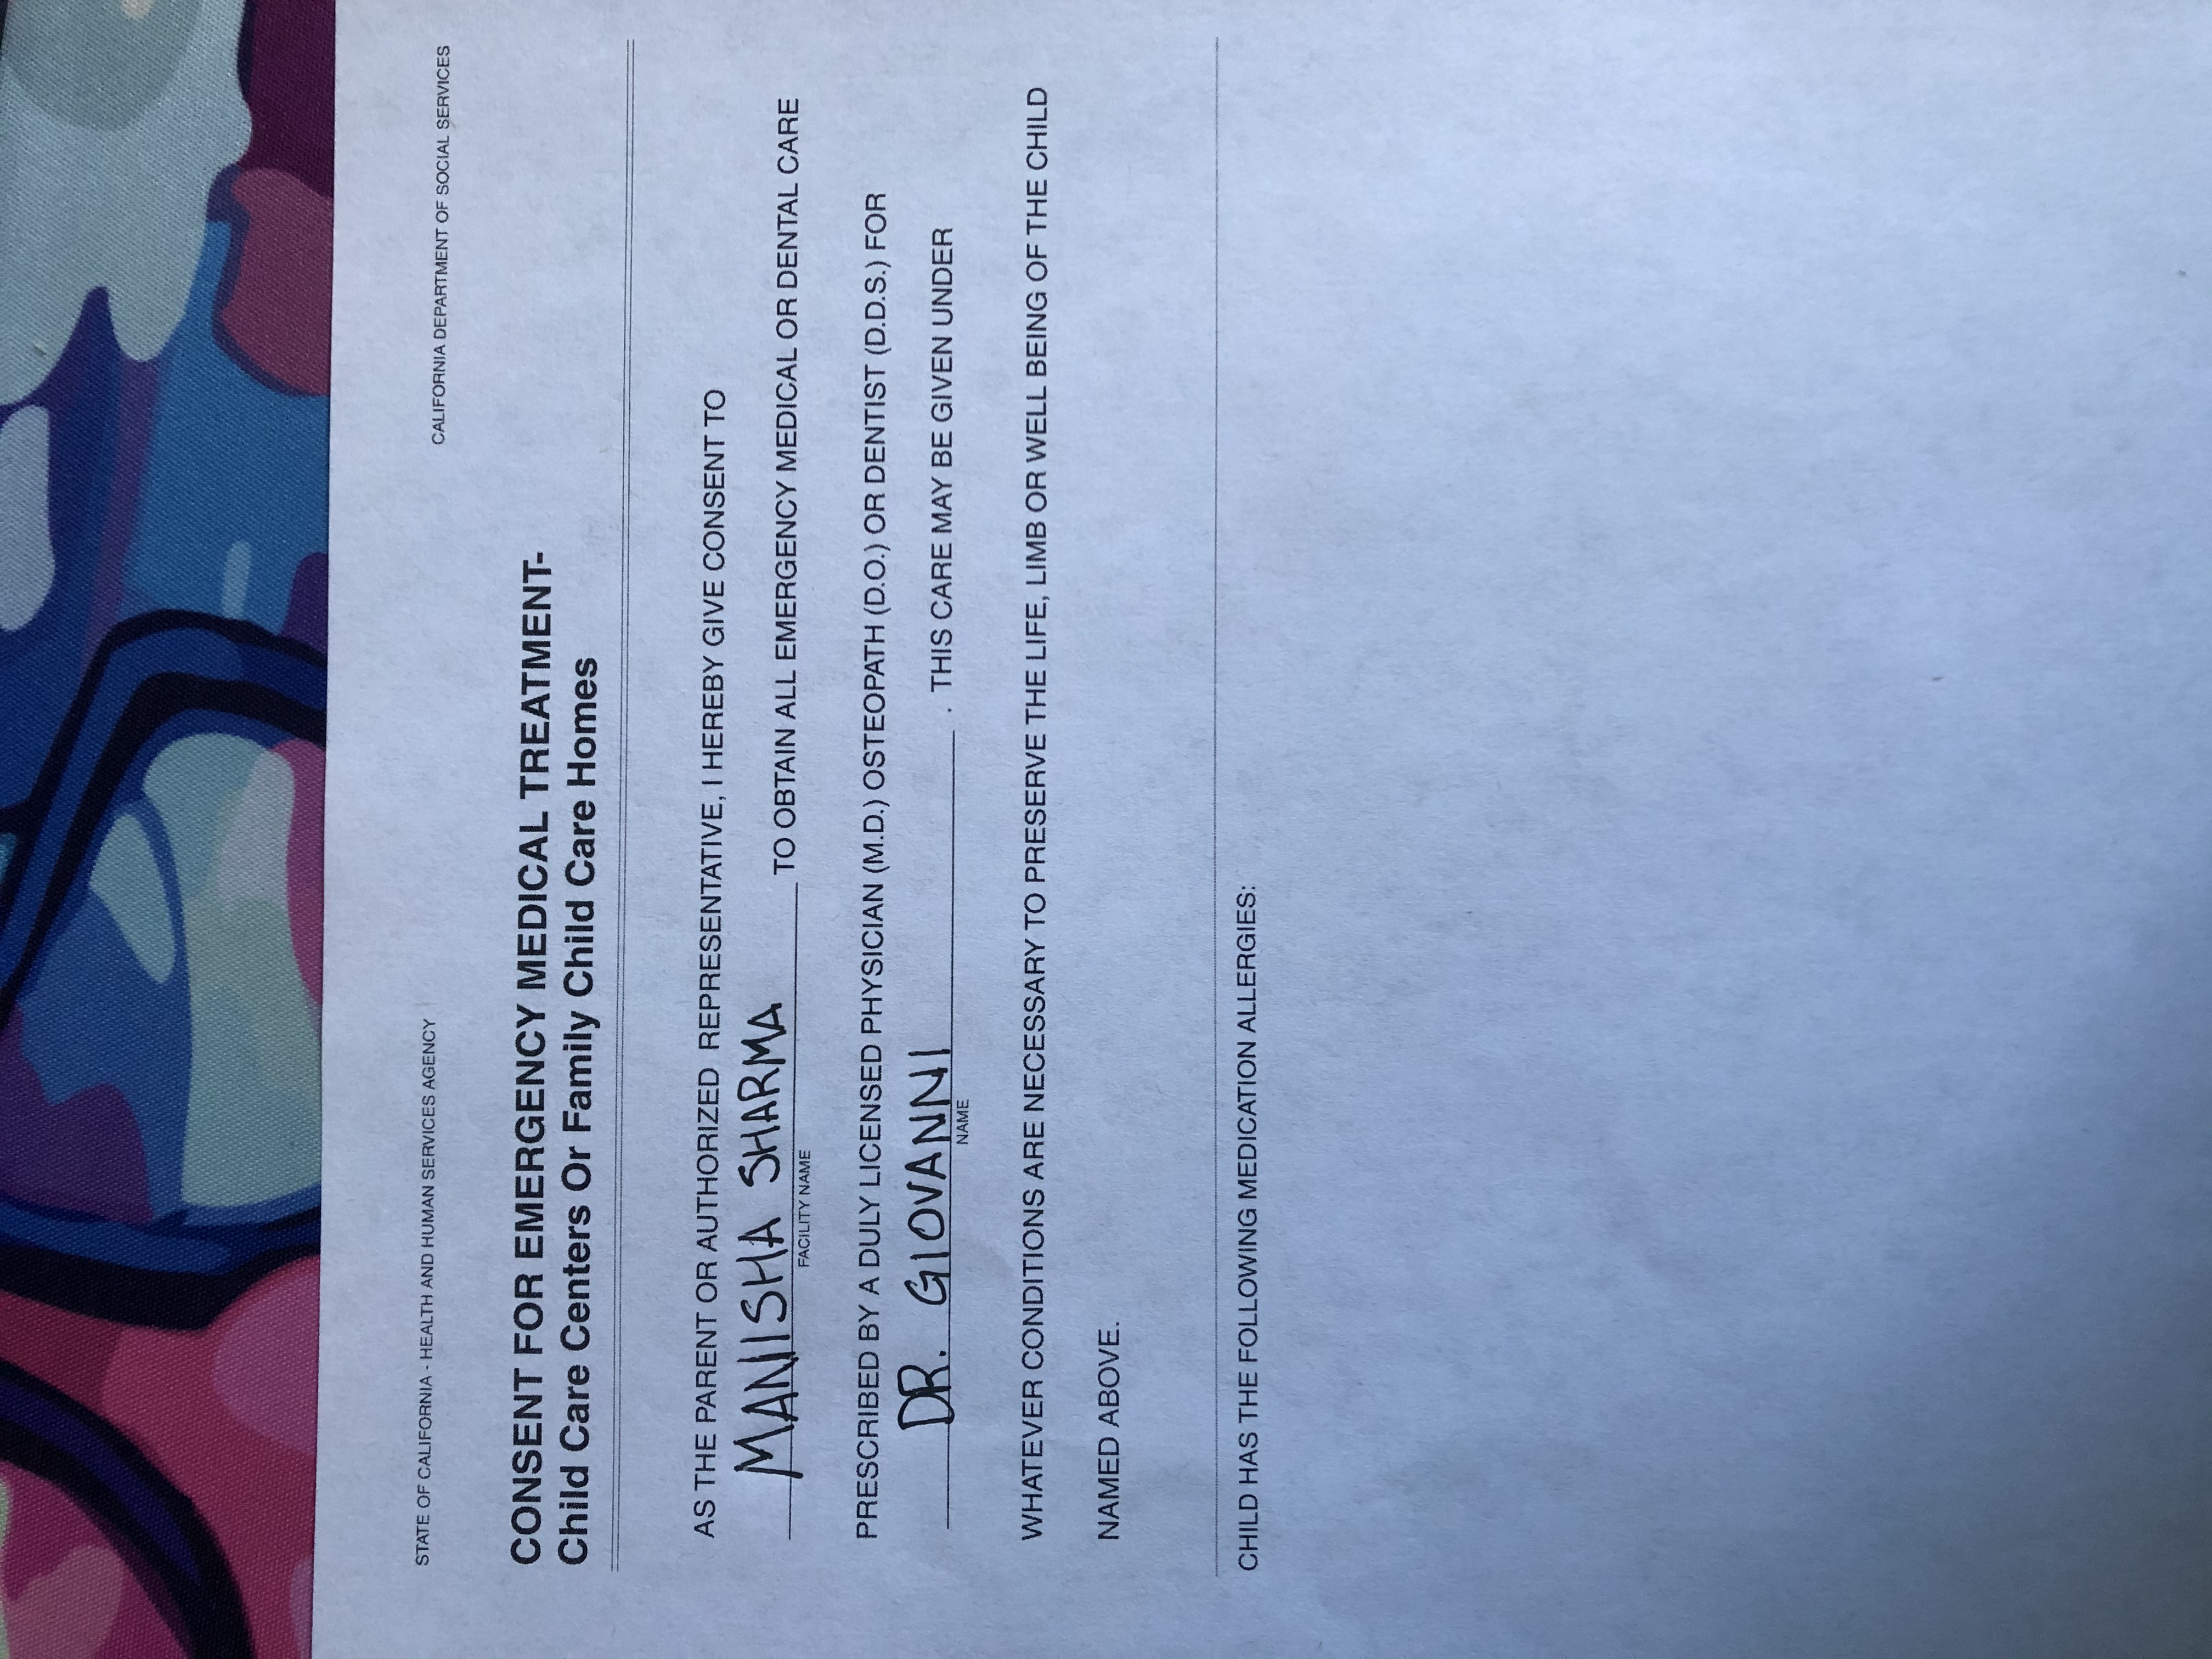 STATE OF CALIFORNIA - HEALTH AND HUMAN SERVICES AGENCY
CALIFORNIA DEPARTMENT OF SOCIAL SERVICES
CONSENT FOR EMERGENCY MEDICAL TREATMENT-
Child Care Centers Or Family Child Care Homes
AS THE PARENT OR AUTHORIZED REPRESENTATIVE, I HEREBY GIVE CONSENT TO
MANISHA SHARMA TO OBTAIN ALL EMERGENCY MEDICAL OR DENTAL CARE
FACILITY NAME
PRESCRIBED BY A DULY LICENSED PHYSICIAN (M.D.) OSTEOPATH (D.O.) OR DENTIST (D.D.S.) FOR
DR. GIOVANNI . THIS CARE MAY BE GIVEN UNDER
NAME
WHATEVER CONDITIONS ARE NECESSARY TO PRESERVE THE LIFE, LIMB OR WELL BEING OF THE CHILD
NAMED ABOVE.
CHILD HAS THE FOLLOWING MEDICATION ALLERGIES: